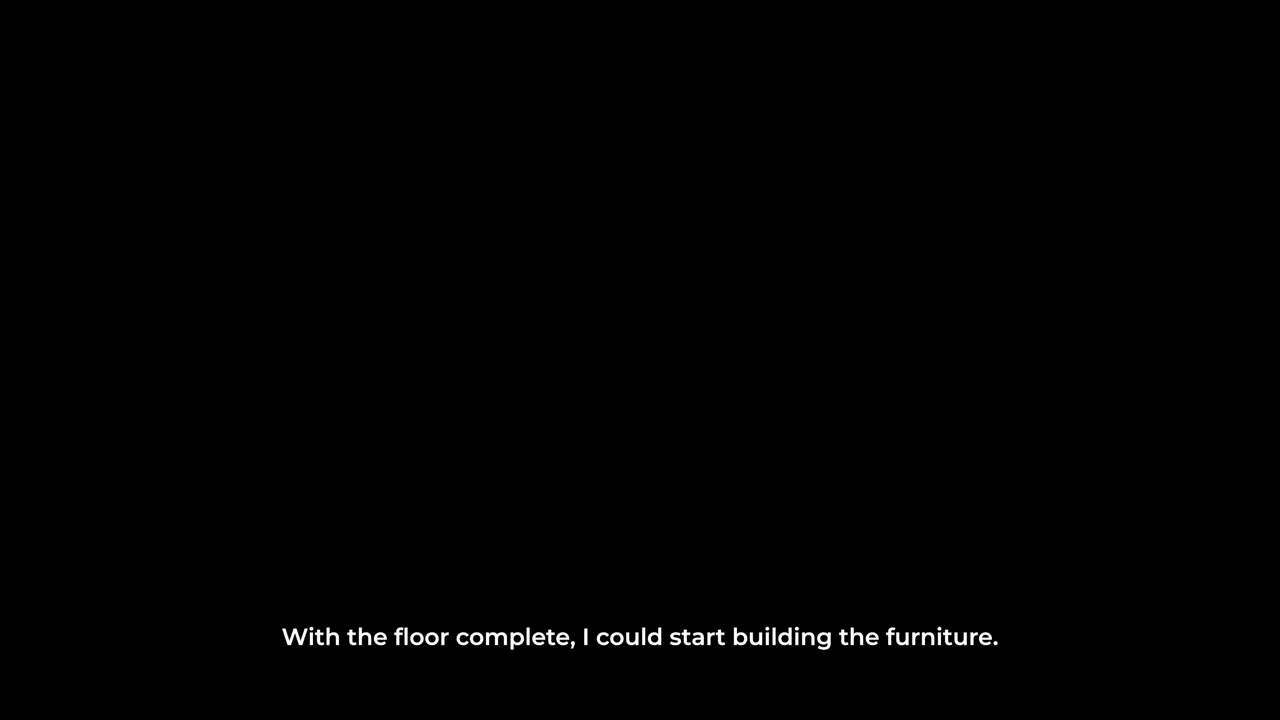 With the floor complete, I could start building the furniture.